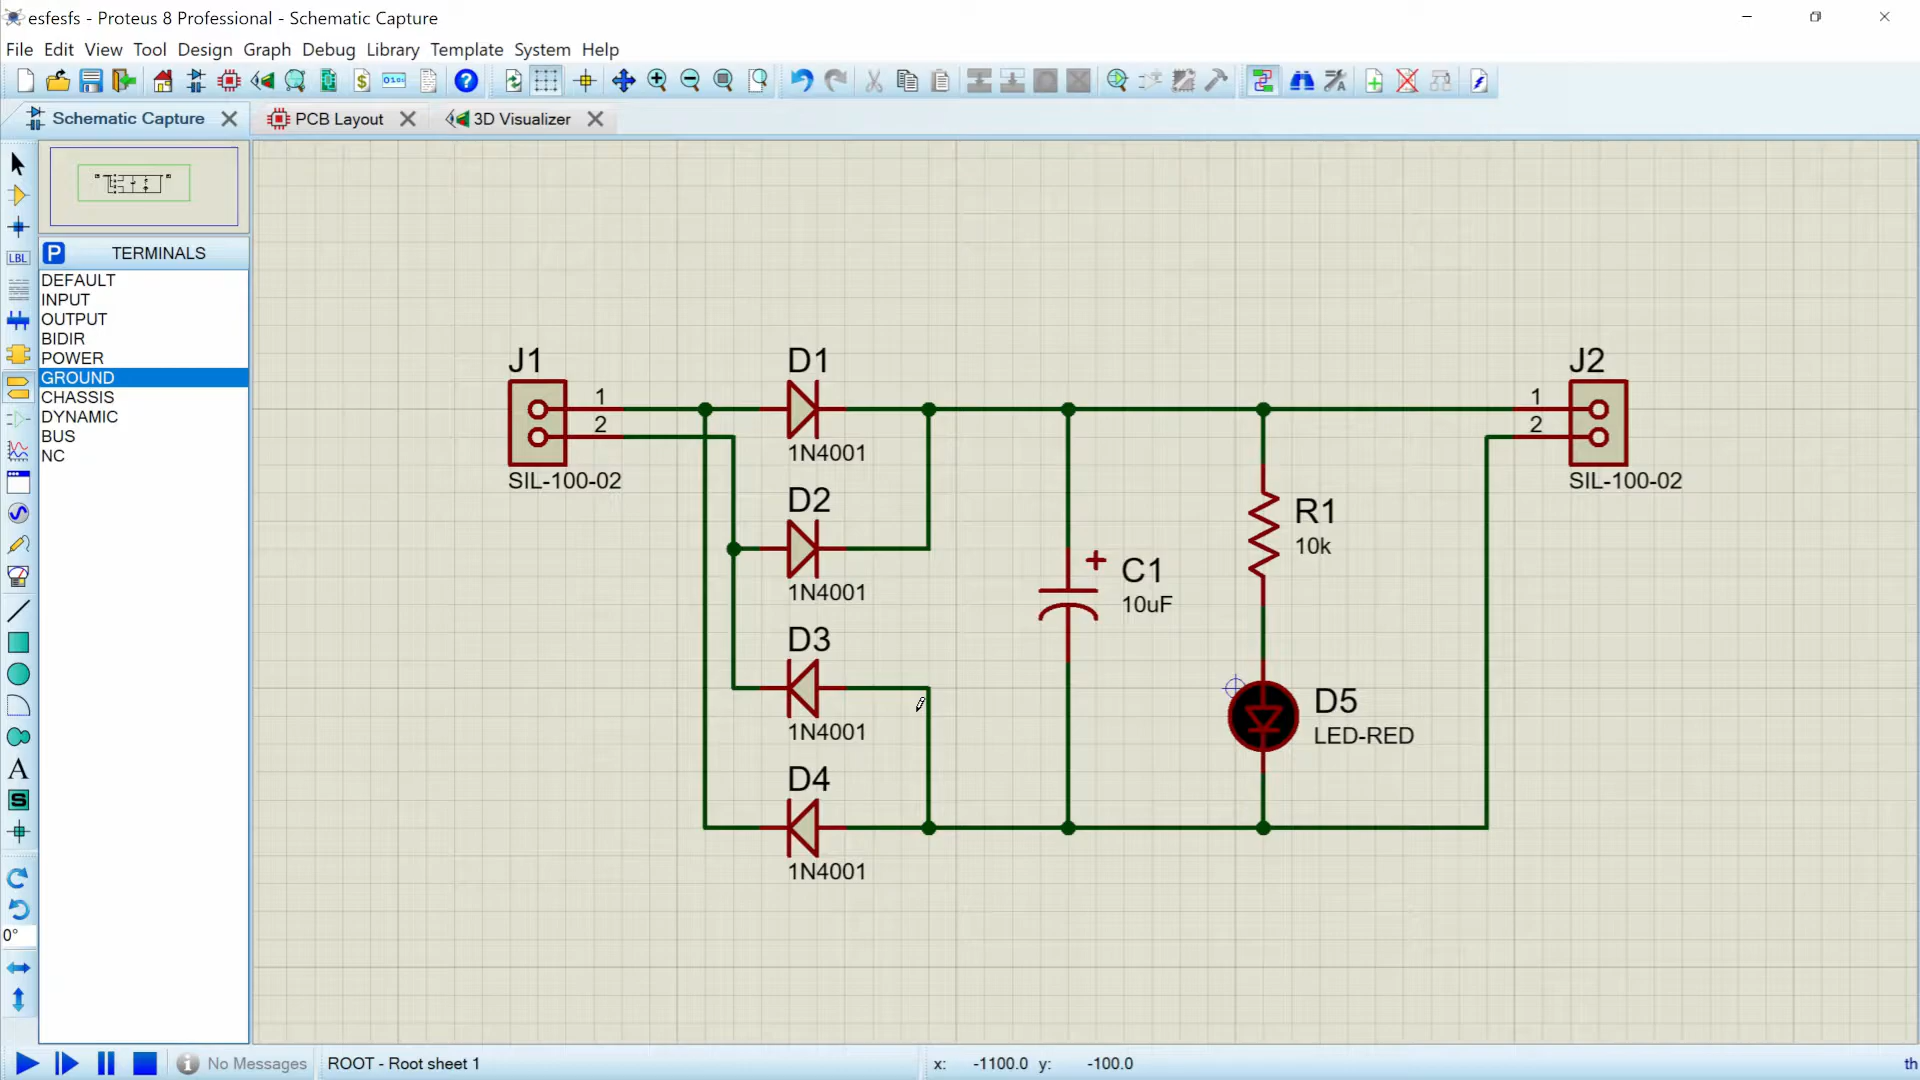 esfesfs - Proteus 8 Professional - Schematic Capture
File Edit View Tool Design Graph Debug Library Template System Help
Schematic Capture PCB Layout 3D Visualizer
P TERMINALS
DEFAULT
INPUT
OUTPUT
BIDIR
POWER
GROUND
CHASSIS
DYNAMIC
BUS
NC
LBL
A
S
0°
J1
1
2
SIL-100-02
D1
1N4001
D2
1N4001
D3
1N4001
D4
1N4001
+
C1
10uF
R1
10k
D5
LED-RED
J2
1
2
SIL-100-02
No Messages ROOT - Root sheet 1 x: -1100.0 y: -100.0 th